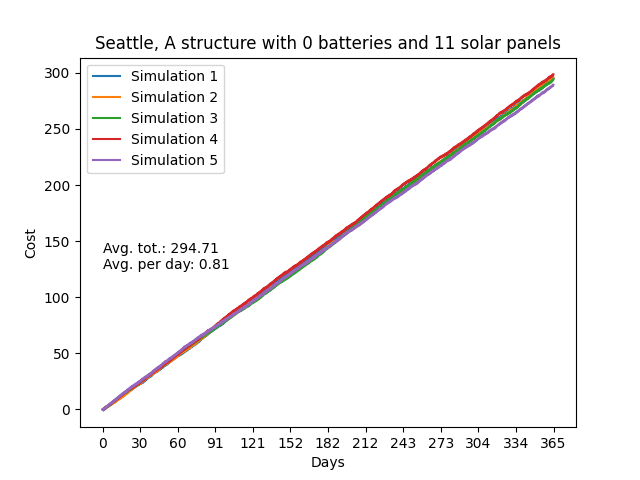 Seattle, A structure with 0 batteries and 11 solar panels
Simulation 1
Simulation 2
Simulation 3
Simulation 4
Simulation 5
Avg. tot.: 294.71
Avg. per day: 0.81
Cost
300
250
200
150
100
50
0
0 30 60 91 121 152 182 212 243 273 304 334 365
Days